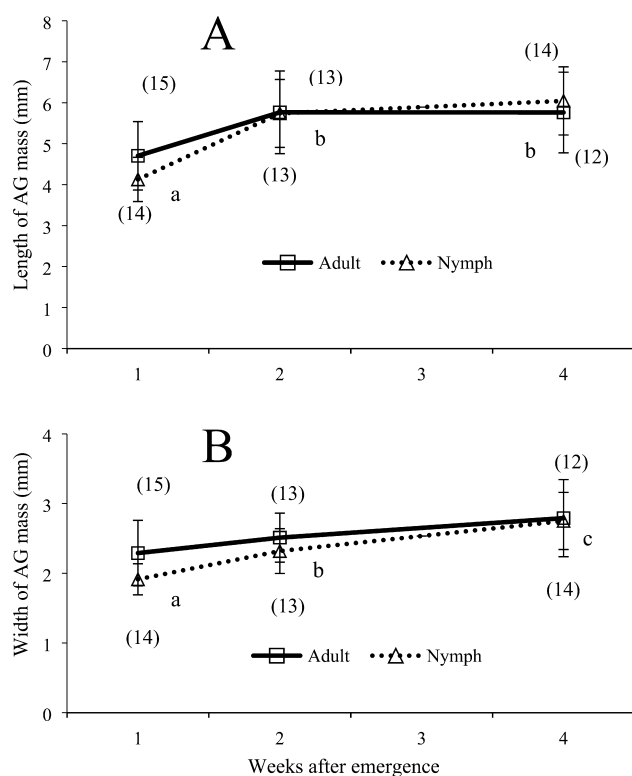 8
A
7
(14)
(15)
(13)
6
5
b
b
(12)
(13)
4
(14)
a
3
2
Adult
Nymph
1
0
1
2
3
4
Length of AG mass (mm)
4
B
(12)
(15)
(13)
3
c
2
a
b
(13)
(14)
(14)
1
Adult
Nymph
0
1
2
3
4
Width of AG mass (mm)
Weeks after emergence